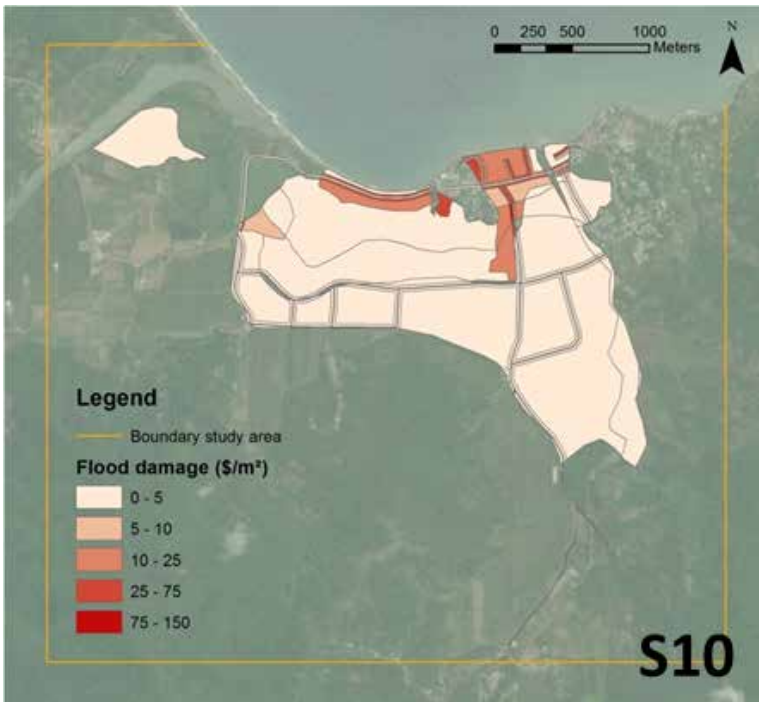 N
0 250 500 1000
Meters
Legend
Boundary study area
Flood damage ($/m²)
0 - 5
5 - 10
10 - 25
25 - 75
75 - 150
S10